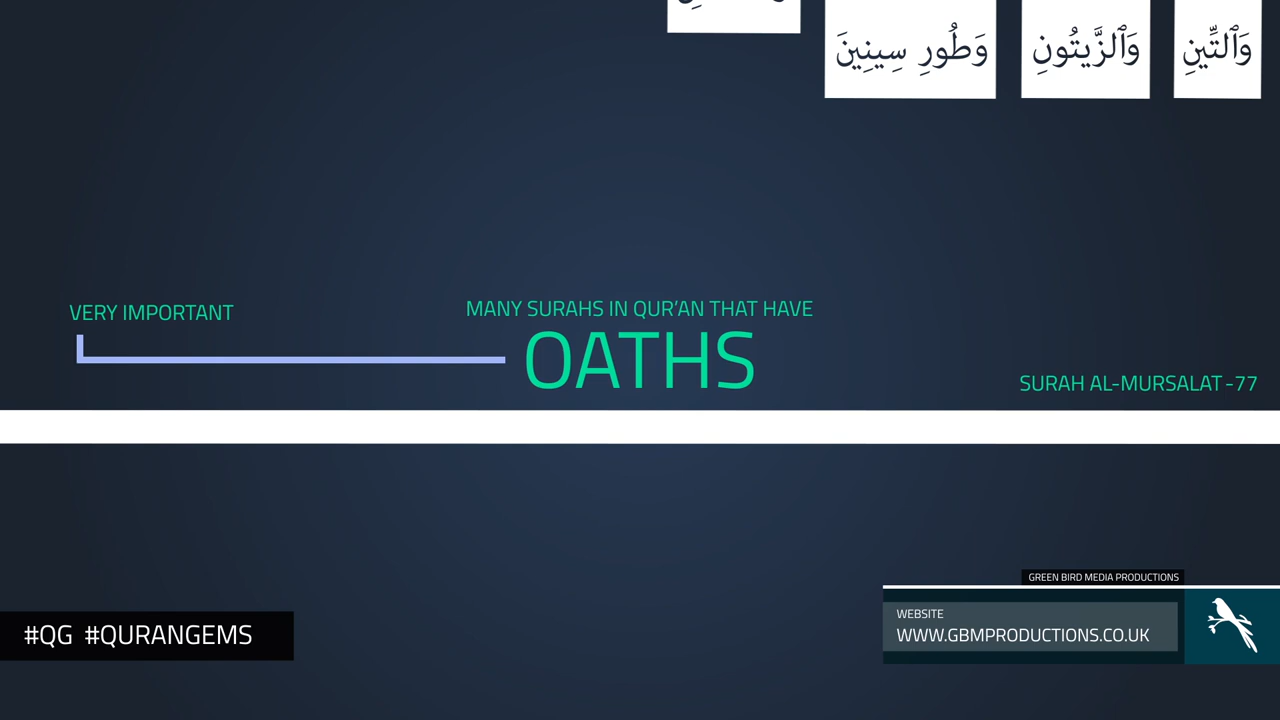 وَٱلتِّينِ
وَٱلزَّيْتُونِ
وَطُورِ سِينِينَ
VERY IMPORTANT
MANY SURAHS IN QUR’AN THAT HAVE
OATHS
SURAH AL-MURSALAT -77
GREEN BIRD MEDIA PRODUCTIONS
WEBSITE
WWW.GBMPRODUCTIONS.CO.UK
#QG #QURANGEMS